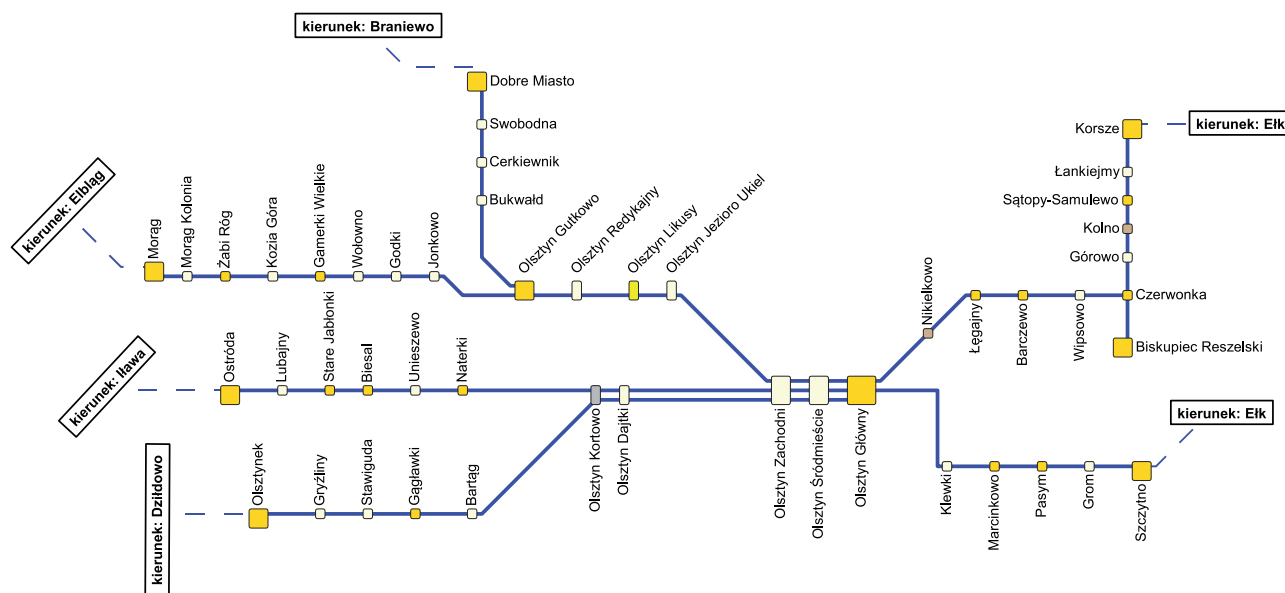 kierunek: Braniewo
Dobre Miasto
Swobodna
Cerkiewnik
Bukwałd
kierunek: Elbląg
Morąg
Morąg Kolonia
Żabi Róg
Kozia Góra
Gamerki Wielkie
Wołowno
Godki
Jonkowo
Olsztyn Gutkowo
Olsztyn Redykajny
Olsztyn Likusy
Olsztyn Jezioro Ukiel
kierunek: Ełk
Korsze
Łankiejmy
Sątopy-Samulewo
Kolno
Górowo
Czerwonka
Biskupiec Reszelski
Nikielkowo
Łęgajny
Barczewo
Wipsowo
kierunek: Iława
Ostróda
Lubajny
Stare Jabłonki
Biesal
Unieszewo
Naterki
Olsztyn Kortowo
Olsztyn Dajtki
Olsztyn Zachodni
Olsztyn Śródmieście
Olsztyn Główny
kierunek: Ełk
Klewki
Marcinkowo
Pasym
Grom
Szczytno
kierunek: Dziłdowo
Olsztynek
Gryźliny
Stawiguda
Gągławki
Bartąg